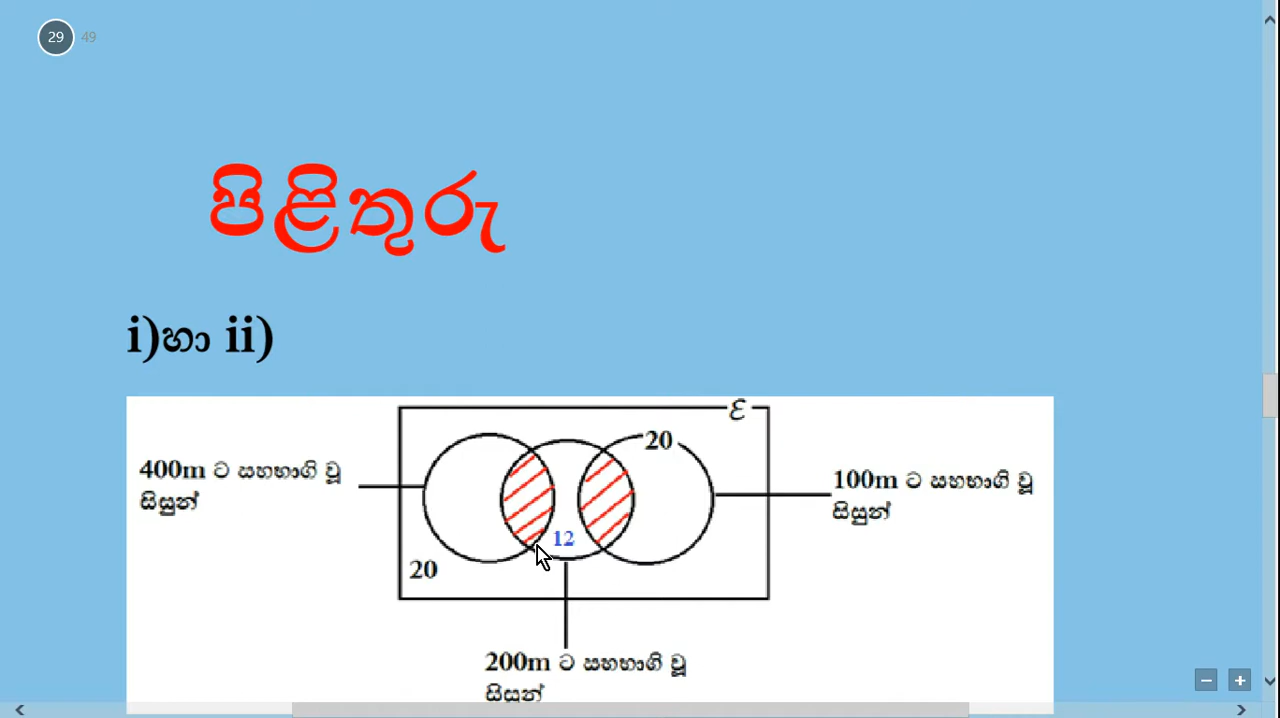 29 49
පිළිතුරු
i)හා ii)
ℰ
20
400m ට සහභාගි වූ
සිසුන්
100m ට සහභාගි වූ
සිසුන්
12
20
200m ට සහභාගි වූ
සිසුන්